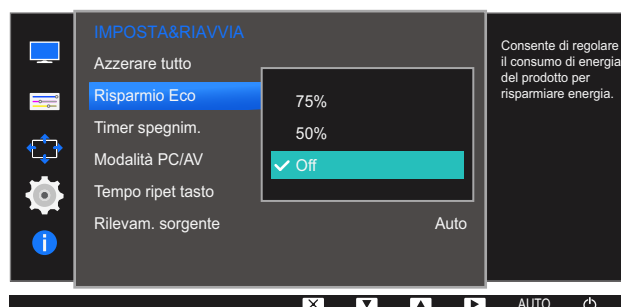 IMPOSTA&RIAVVIA
Azzerare tutto
Risparmio Eco
Timer spegnim.
Modalità PC/AV
Tempo ripet tasto
Rilevam. sorgente
Auto
75%
50%
Off
Consente di regolare
il consumo di energia
del prodotto per
risparmiare energia.
AUTO